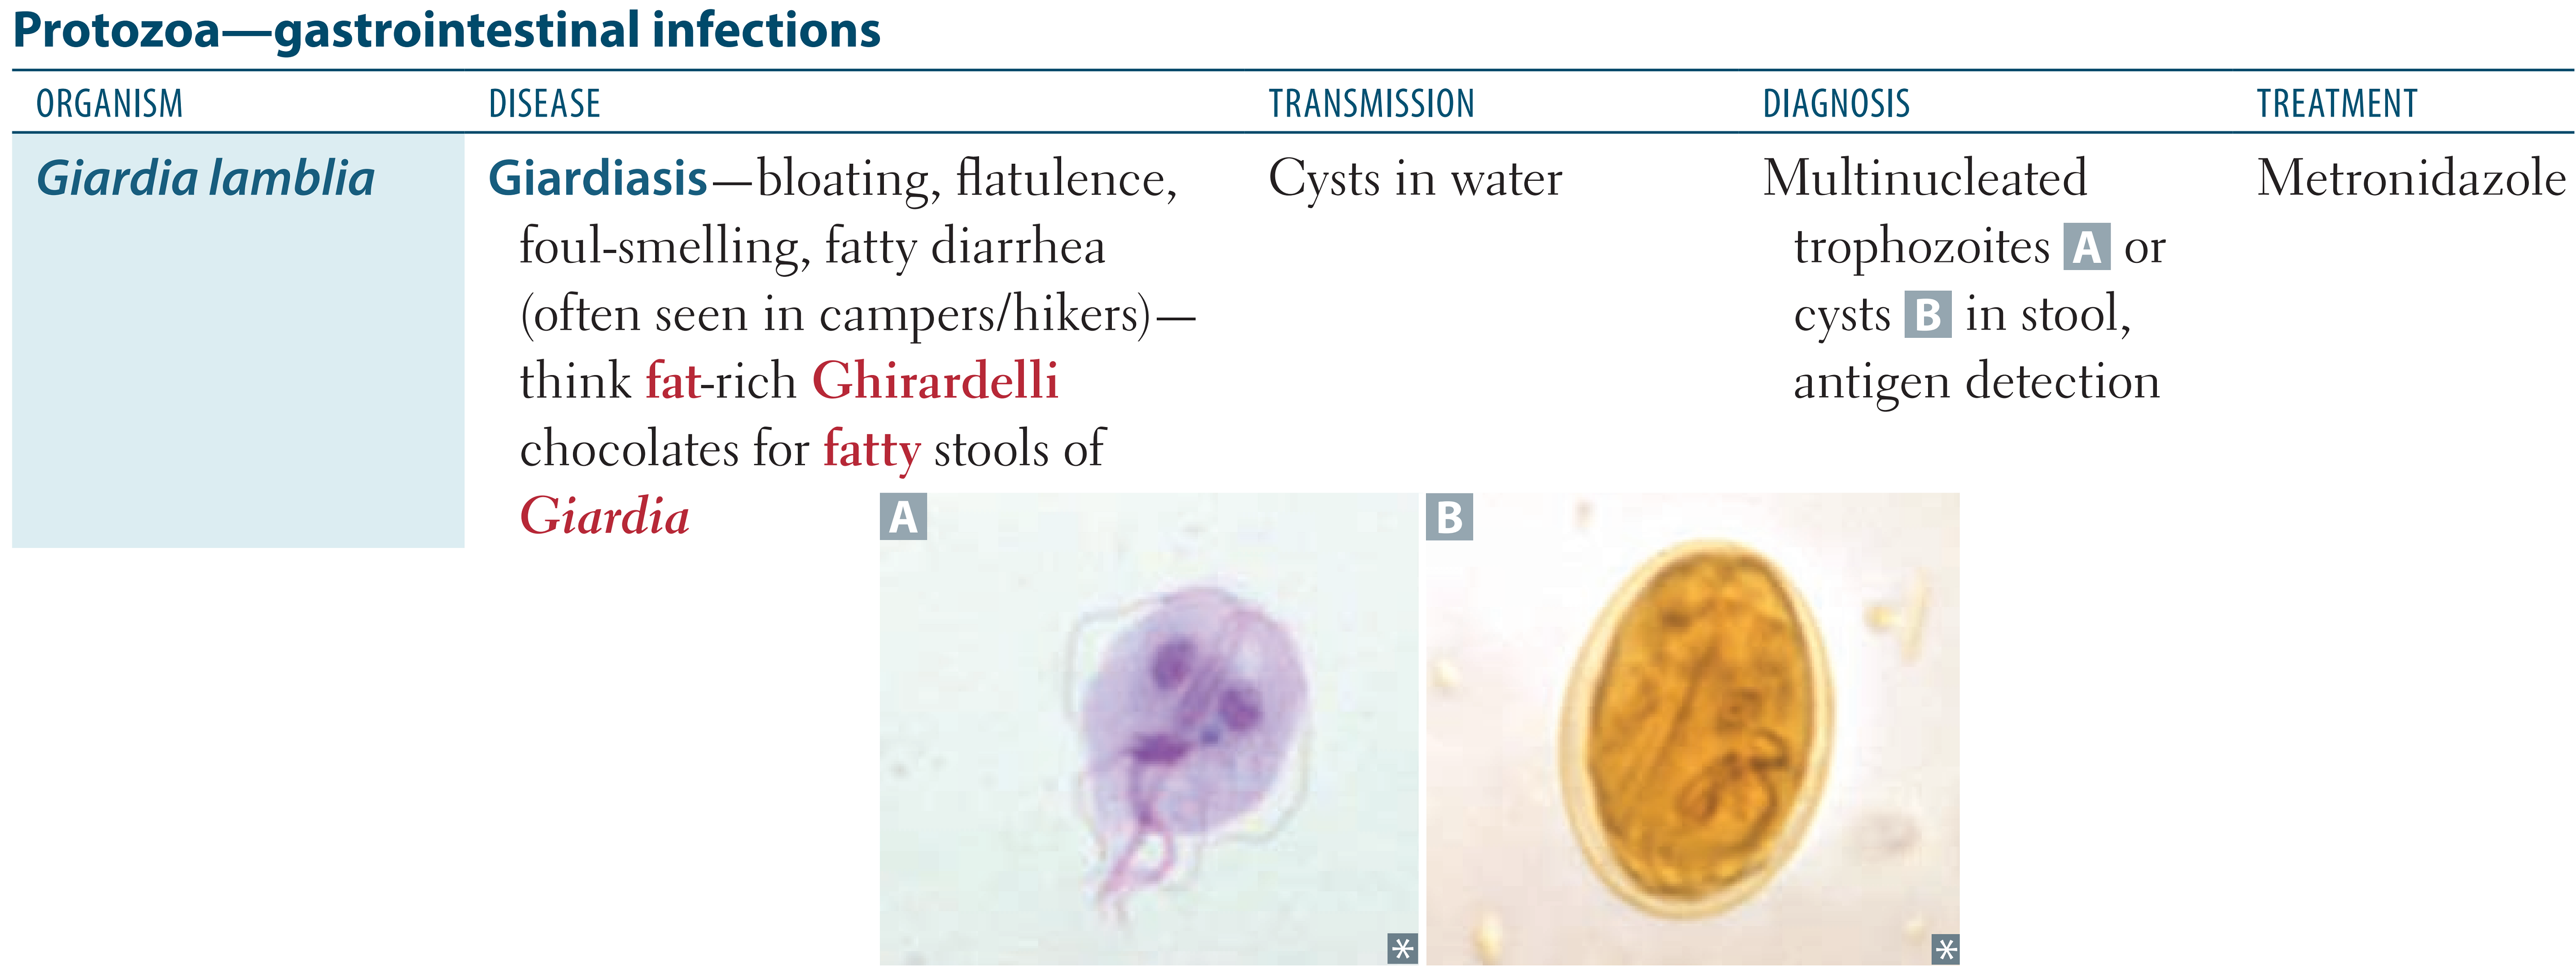 Protozoa—gastrointestinal infections
ORGANISM DISEASE TRANSMISSION DIAGNOSIS TREATMENT
Giardia lamblia
Giardiasis—bloating, flatulence,
foul-smelling, fatty diarrhea
(often seen in campers/hikers)—
think fat-rich Ghirardelli
chocolates for fatty stools of
Giardia
Cysts in water
Multinucleated
trophozoites A or
cysts B in stool,
antigen detection
Metronidazole
A
B
*
*